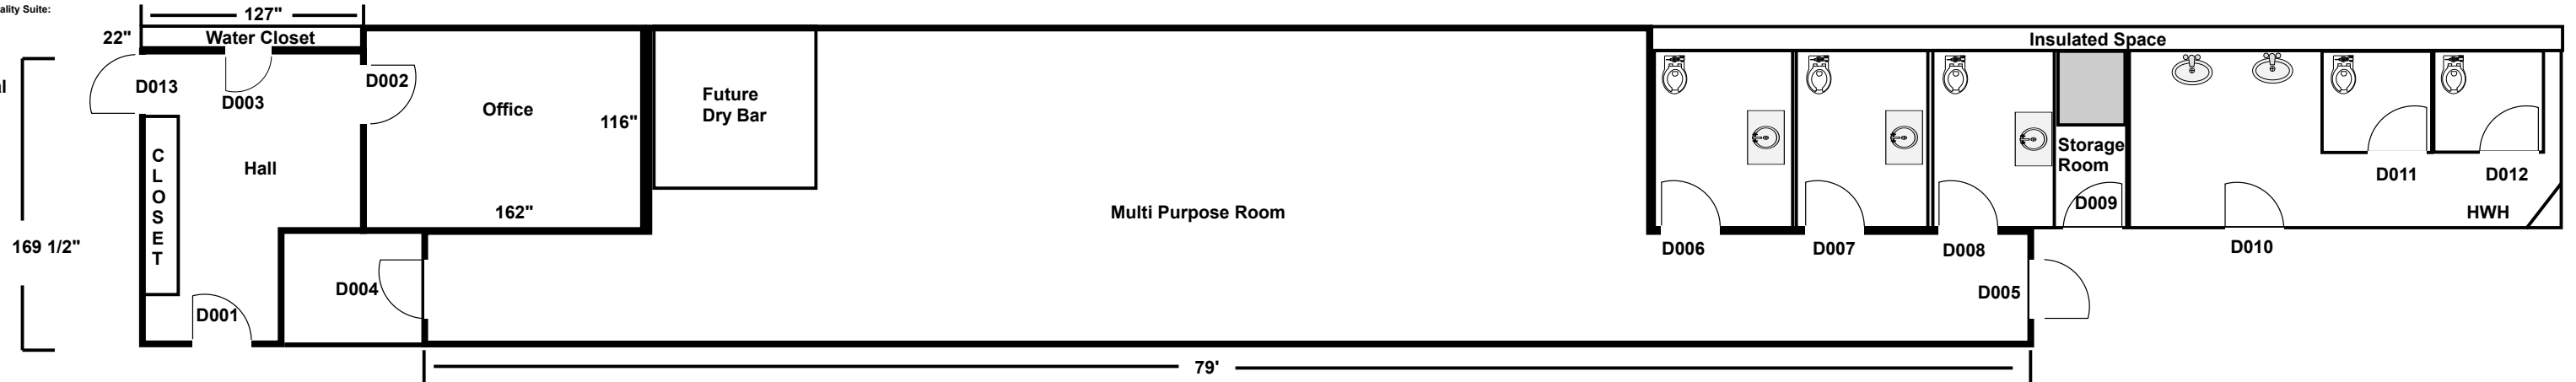 ality Suite:
127"
22"
Water Closet
Insulated Space
al
D013
D003
D002
Office
116"
Future
Dry Bar
CLOSET
Hall
Storage
Room
D011
D012
162"
Multi Purpose Room
D009
HWH
169 1/2"
D004
D001
D006
D007
D008
D010
D005
79'